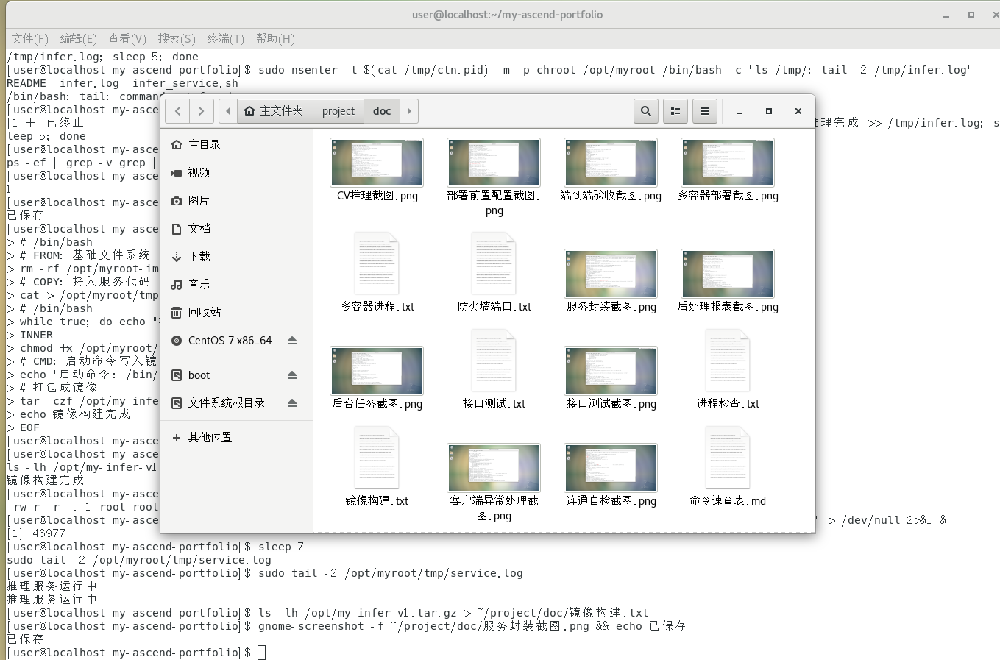 user@localhost:~/my-ascend-portfolio
文件(F) 编辑(E) 查看(V) 搜索(S) 终端(T) 帮助(H)
/tmp/infer.log; sleep 5; done
[user@localhost my-ascend-portfolio]$ sudo nsenter -t $(cat /tmp/ctn.pid) -m -p chroot /opt/myroot /bin/bash -c 'ls /tmp/; tail -2 /tmp/infer.log'
README infer.log infer_service.sh
/bin/bash: tail:
[user@localhost my-ascend-
[1]+ 已终止
理完成 >> /tmp/infer.log; s
leep 5; done'
[user@localhost my-ascend-
ps -ef | grep -v grep |
[user@localhost my-ascend-
1
[user@localhost my-ascend-
已保存
[user@localhost my-ascend-
> #!/bin/bash
> # FROM: 基础文件系统
> rm -rf /opt/myroot-ima
> # COPY: 拷入服务代码
> cat > /opt/myroot/tmp
> #!/bin/bash
> while true; do echo "
> INNER
> chmod +x /opt/myroot/
> # CMD: 启动命令写入镜
> echo '启动命令: /bin/
> # 打包成镜像
> tar -czf /opt/my-infer
> echo 镜像构建完成
> EOF
[user@localhost my-ascend-
[user@localhost my-ascend-
ls -lh /opt/my-infer-v1
镜像构建完成
[user@localhost my-ascend-
-rw-r--r--. 1 root root
[user@localhost my-ascend-
' > /dev/null 2>&1 &
[1] 46977
[user@localhost my-ascend-portfolio]$ sleep 7
sudo tail -2 /opt/myroot/tmp/service.log
[user@localhost my-ascend-portfolio]$ sudo tail -2 /opt/myroot/tmp/service.log
推理服务运行中
推理服务运行中
[user@localhost my-ascend-portfolio]$ ls -lh /opt/my-infer-v1.tar.gz > ~/project/doc/镜像构建.txt
[user@localhost my-ascend-portfolio]$ gnome-screenshot -f ~/project/doc/服务封装截图.png && echo 已保存
已保存
[user@localhost my-ascend-portfolio]$
主文件夹 project doc
主目录
视频
图片
文档
下载
音乐
回收站
CentOS 7 x86_64
boot
文件系统根目录
+ 其他位置
CV推理截图.png
部署前置配置截图.
png
端到端验收截图.png
多容器部署截图.png
多容器进程.txt
防火墙端口.txt
服务封装截图.png
后处理报表截图.png
后台任务截图.png
接口测试.txt
接口测试截图.png
进程检查.txt
镜像构建.txt
客户端异常处理截
图.png
连通自检截图.png
命令速查表.md